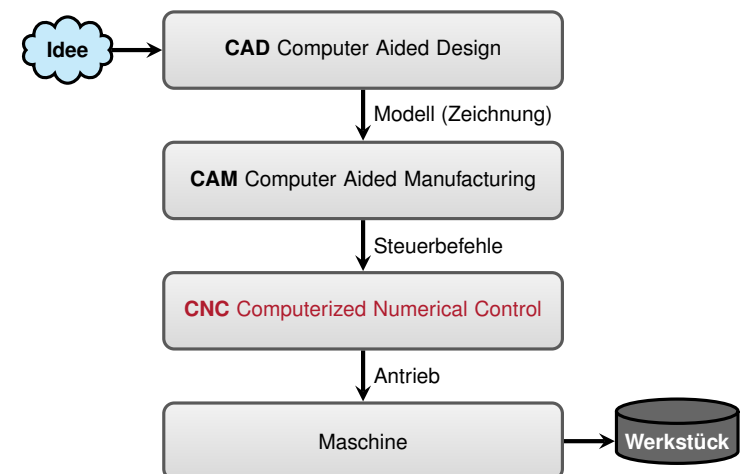 Idee
CAD Computer Aided Design
Modell (Zeichnung)
CAM Computer Aided Manufacturing
Steuerbefehle
CNC Computerized Numerical Control
Antrieb
Maschine
Werkstück